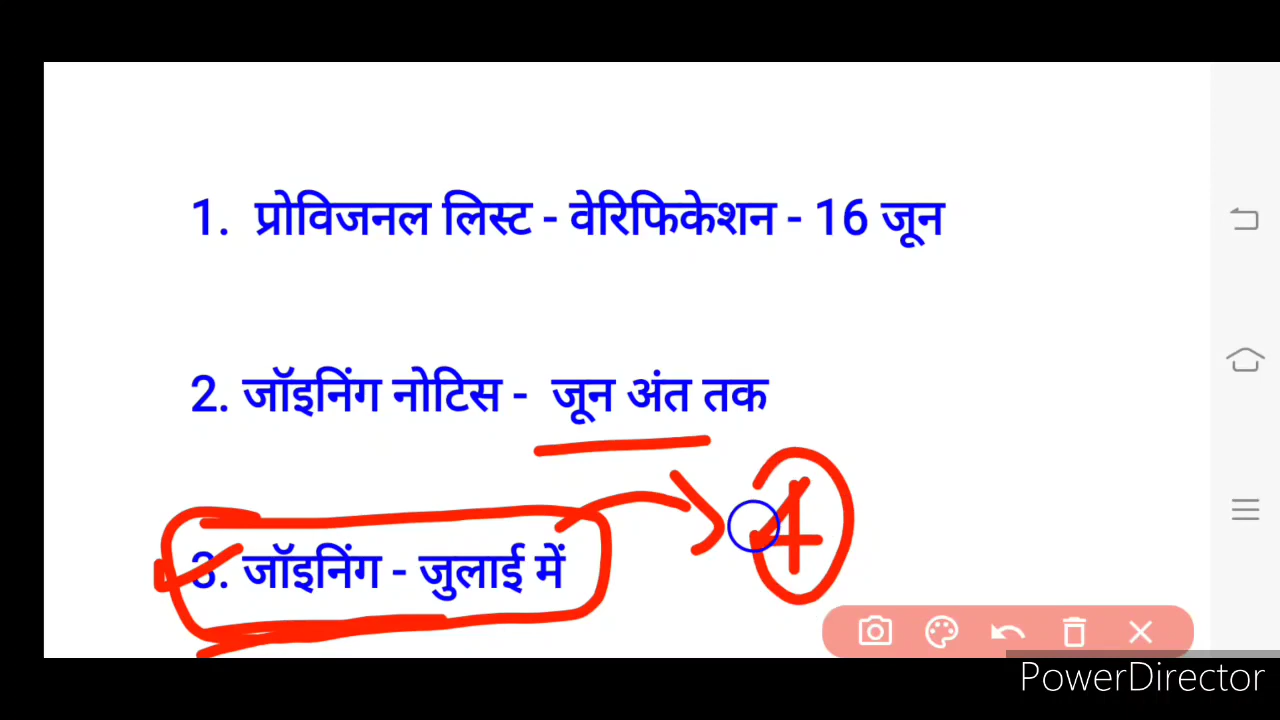 1. प्रोविजनल लिस्ट - वेरिफिकेशन - 16 जून
2. जॉइनिंग नोटिस - जून अंत तक
4
3. जॉइनिंग - जुलाई में
PowerDirector